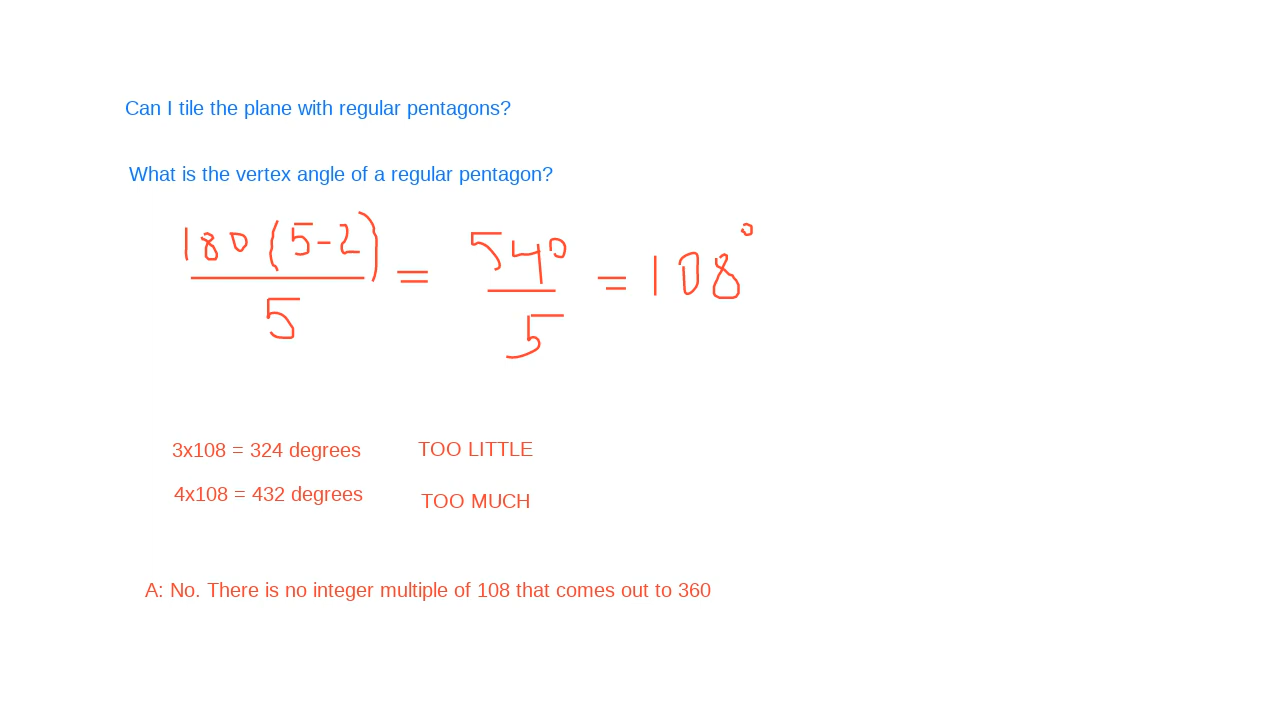 Can I tile the plane with regular pentagons?
What is the vertex angle of a regular pentagon?
180(5-2)/5 = 540/5 = 108°
3x108 = 324 degrees TOO LITTLE
4x108 = 432 degrees TOO MUCH
A: No. There is no integer multiple of 108 that comes out to 360